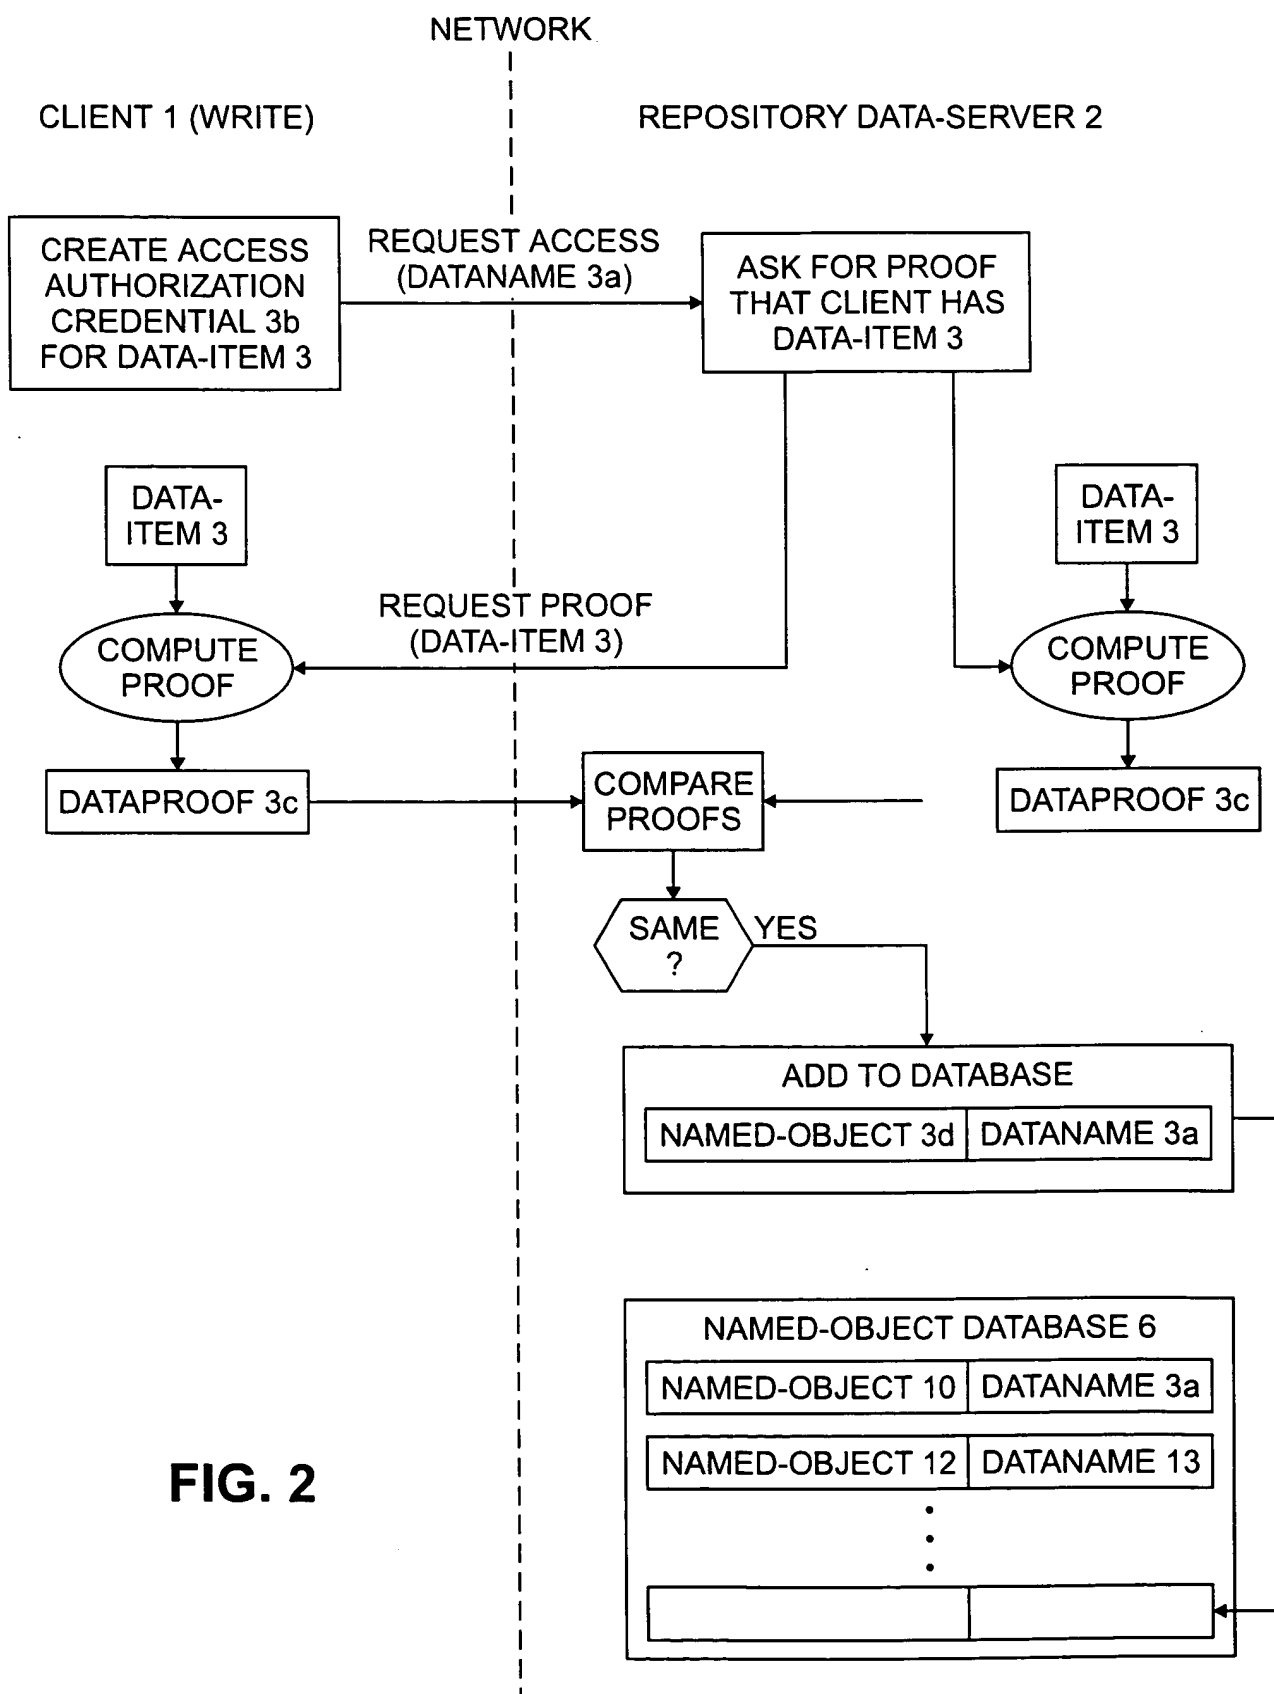 NETWORK
CLIENT 1 (WRITE)
REPOSITORY DATA-SERVER 2
CREATE ACCESS
AUTHORIZATION
CREDENTIAL 3b
FOR DATA-ITEM 3
REQUEST ACCESS
(DATANAME 3a)
ASK FOR PROOF
THAT CLIENT HAS
DATA-ITEM 3
DATA-
ITEM 3
DATA-
ITEM 3
REQUEST PROOF
(DATA-ITEM 3)
COMPUTE
PROOF
COMPUTE
PROOF
DATAPROOF 3c
COMPARE
PROOFS
DATAPROOF 3c
SAME
?
YES
ADD TO DATABASE
NAMED-OBJECT 3d
DATANAME 3a
NAMED-OBJECT DATABASE 6
NAMED-OBJECT 10
DATANAME 3a
NAMED-OBJECT 12
DATANAME 13
FIG. 2